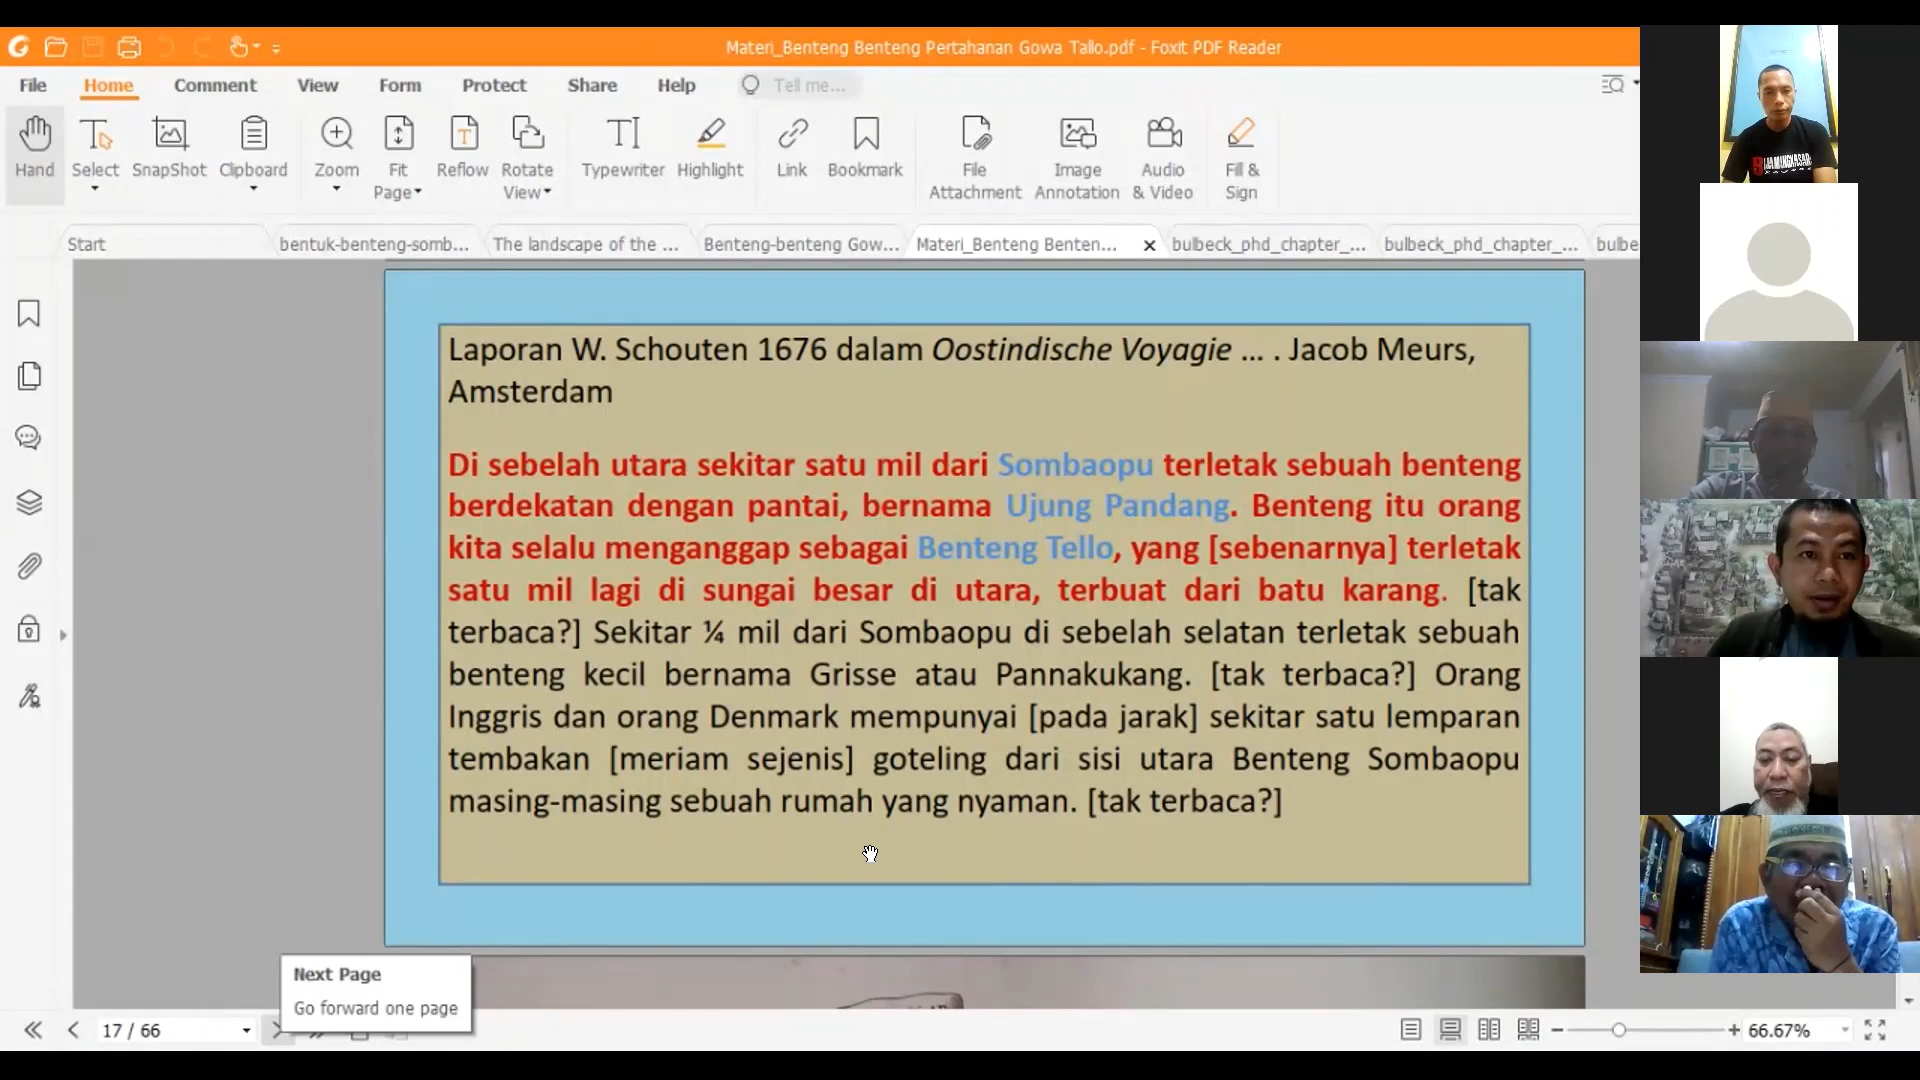 Materi_Benteng Benteng Pertahanan Gowa Tallo.pdf - Foxit PDF Reader
File Home Comment View Form Protect Share Help Tell me...
Hand Select SnapShot Clipboard Zoom Fit Page Reflow Rotate View Typewriter Highlight Link Bookmark File Attachment Image Annotation Audio & Video Fill & Sign
Start bentuk-benteng-somb... The landscape of the ... Benteng-benteng Gow... Materi_Benteng Benten... bulbeck_phd_chapter_... bulbeck_phd_chapter_... bulbe
Laporan W. Schouten 1676 dalam Oostindische Voyagie ... . Jacob Meurs,
Amsterdam
Di sebelah utara sekitar satu mil dari Sombaopu terletak sebuah benteng
berdekatan dengan pantai, bernama Ujung Pandang. Benteng itu orang
kita selalu menganggap sebagai Benteng Tello, yang [sebenarnya] terletak
satu mil lagi di sungai besar di utara, terbuat dari batu karang. [tak
terbaca?] Sekitar ¼ mil dari Sombaopu di sebelah selatan terletak sebuah
benteng kecil bernama Grisse atau Pannakukang. [tak terbaca?] Orang
Inggris dan orang Denmark mempunyai [pada jarak] sekitar satu lemparan
tembakan [meriam sejenis] goteling dari sisi utara Benteng Sombaopu
masing-masing sebuah rumah yang nyaman. [tak terbaca?]
Next Page
Go forward one page
17 / 66
66.67%